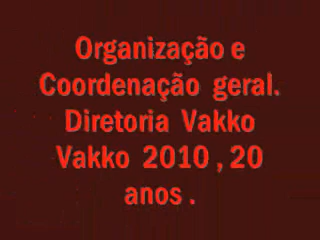 Organização e
Coordenação geral.
Diretoria Vakko
Vakko 2010 , 20
anos .